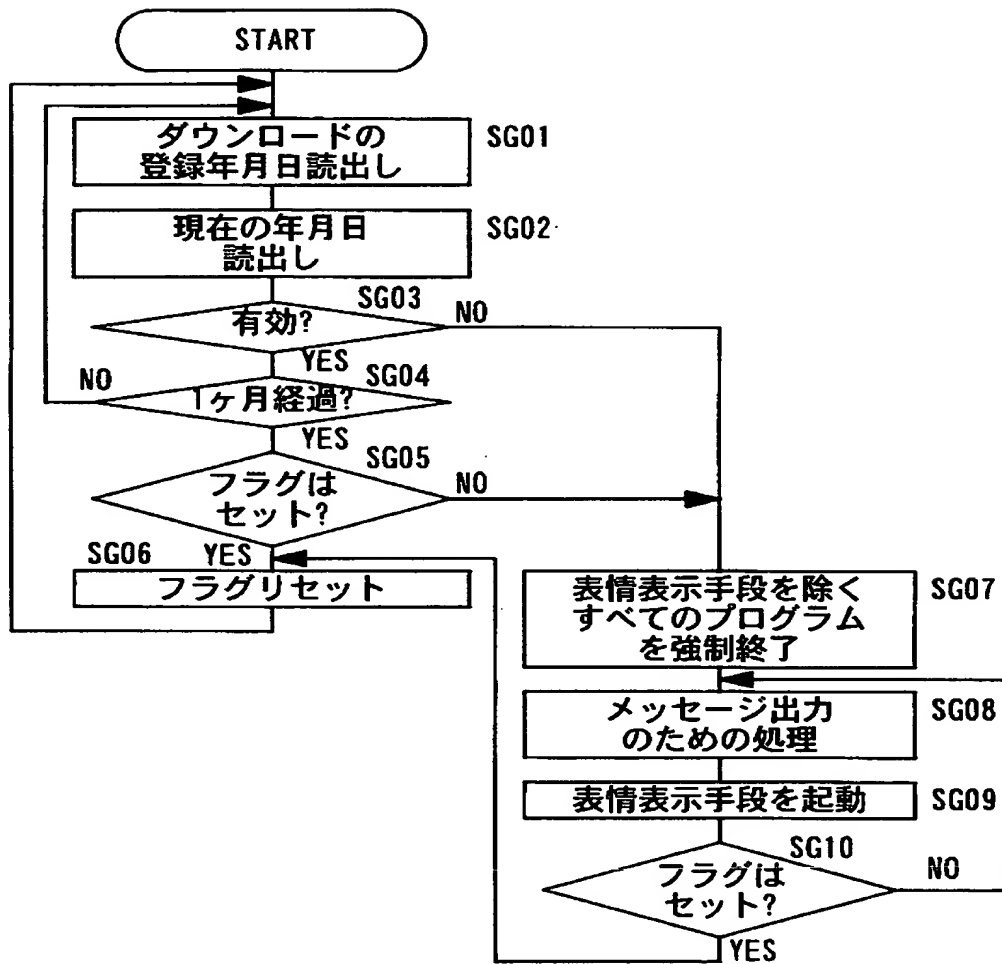 START
ダウンロードの
登録年月日読出し
SG01
現在の年月日
読出し
SG02
SG03
有効?
NO
YES
SG04
NO
1ヶ月経過?
YES
SG05
フラグは
セット?
NO
SG06
YES
フラグリセット
表情表示手段を除く
すべてのプログラム
を強制終了
SG07
メッセージ出力
のための処理
SG08
表情表示手段を起動
SG09
SG10
フラグは
セット?
NO
YES